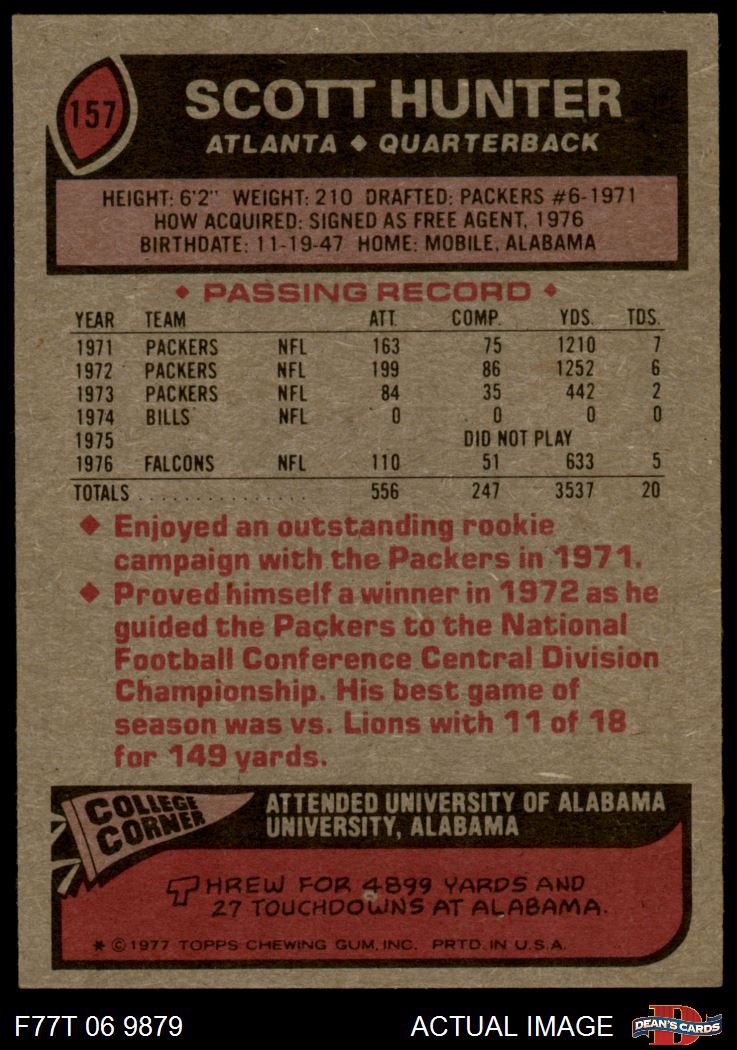 157
SCOTT HUNTER
ATLANTA ◆ QUARTERBACK
HEIGHT: 6'2" WEIGHT: 210 DRAFTED: PACKERS #6-1971
HOW ACQUIRED: SIGNED AS FREE AGENT, 1976
BIRTHDATE: 11-19-47 HOME: MOBILE, ALABAMA
◆ PASSING RECORD ◆
YEAR TEAM ATT. COMP. YDS. TDS.
1971 PACKERS NFL 163 75 1210 7
1972 PACKERS NFL 199 86 1252 6
1973 PACKERS NFL 84 35 442 2
1974 BILLS NFL 0 0 0 0
1975 DID NOT PLAY
1976 FALCONS NFL 110 51 633 5
TOTALS . . . . . . . . . . . . . . . 556 247 3537 20
◆ Enjoyed an outstanding rookie
campaign with the Packers in 1971.
◆ Proved himself a winner in 1972 as he
guided the Packers to the National
Football Conference Central Division
Championship. His best game of
season was vs. Lions with 11 of 18
for 149 yards.
COLLEGE
CORNER
ATTENDED UNIVERSITY OF ALABAMA
UNIVERSITY, ALABAMA
THREW FOR 4899 YARDS AND
27 TOUCHDOWNS AT ALABAMA.
* © 1977 TOPPS CHEWING GUM, INC. PRTD. IN U.S.A.
F77T 06 9879 ACTUAL IMAGE
D
DEAN'S CARDS